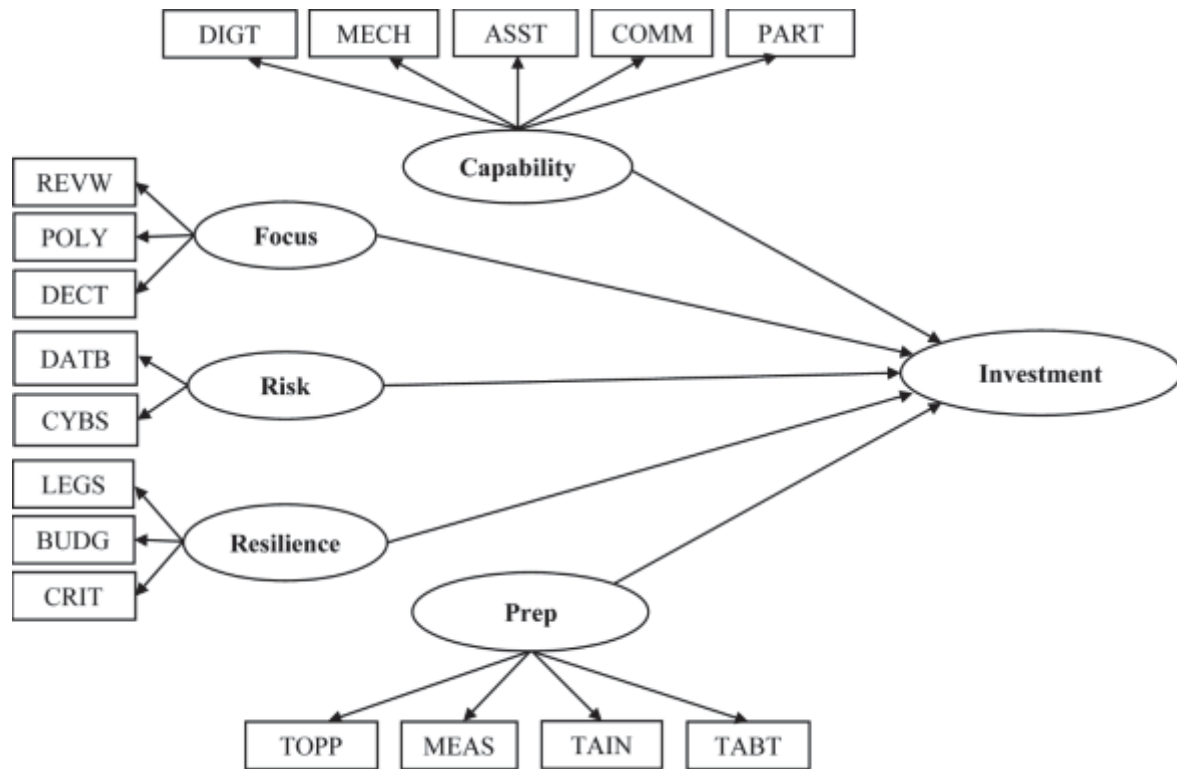 DIGT
MECH
ASST
COMM
PART
Capability
REVW
POLY
DECT
Focus
DATB
CYBS
Risk
Investment
LEGS
BUDG
CRIT
Resilience
Prep
TOPP
MEAS
TAIN
TABT